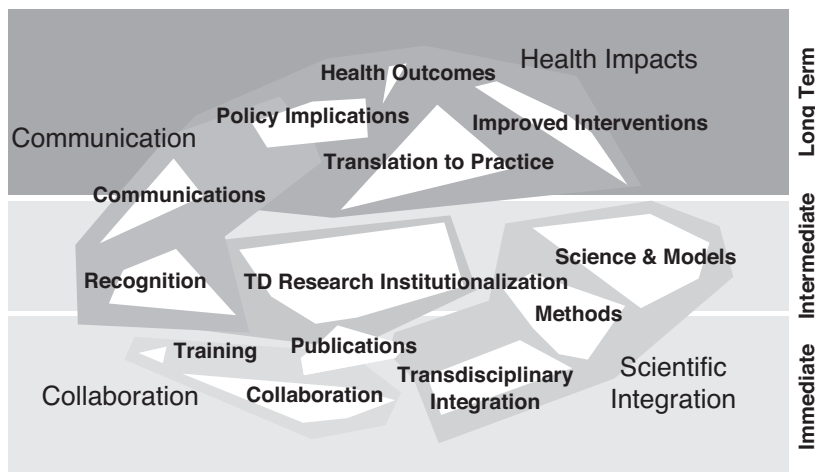 Health Impacts
Health Outcomes
Policy Implications
Improved Interventions
Communication
Translation to Practice
Communications
Long Term
Science & Models
Recognition
TD Research Institutionalization
Methods
Intermediate
Training
Publications
Transdisciplinary
Integration
Scientific
Integration
Collaboration
Collaboration
Immediate